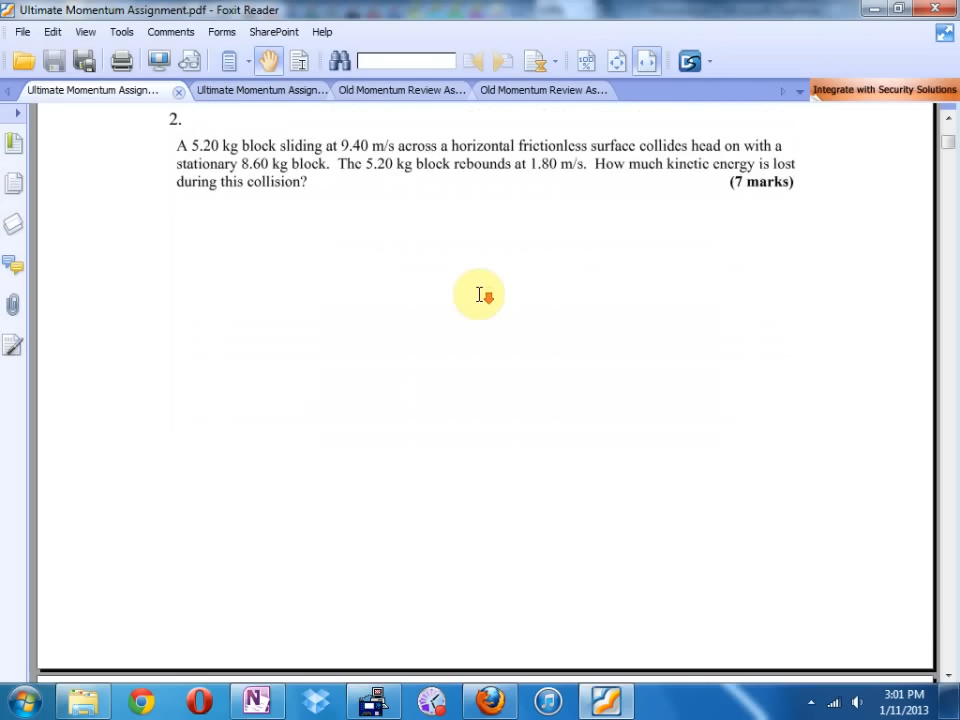 Ultimate Momentum Assignment.pdf - Foxit Reader
File Edit View Tools Comments Forms SharePoint Help
Ultimate Momentum Assign... Ultimate Momentum Assign... Old Momentum Review As... Old Momentum Review As... Integrate with Security Solutions
2.
A 5.20 kg block sliding at 9.40 m/s across a horizontal frictionless surface collides head on with a
stationary 8.60 kg block. The 5.20 kg block rebounds at 1.80 m/s. How much kinetic energy is lost
during this collision? (7 marks)
3:01 PM
1/11/2013